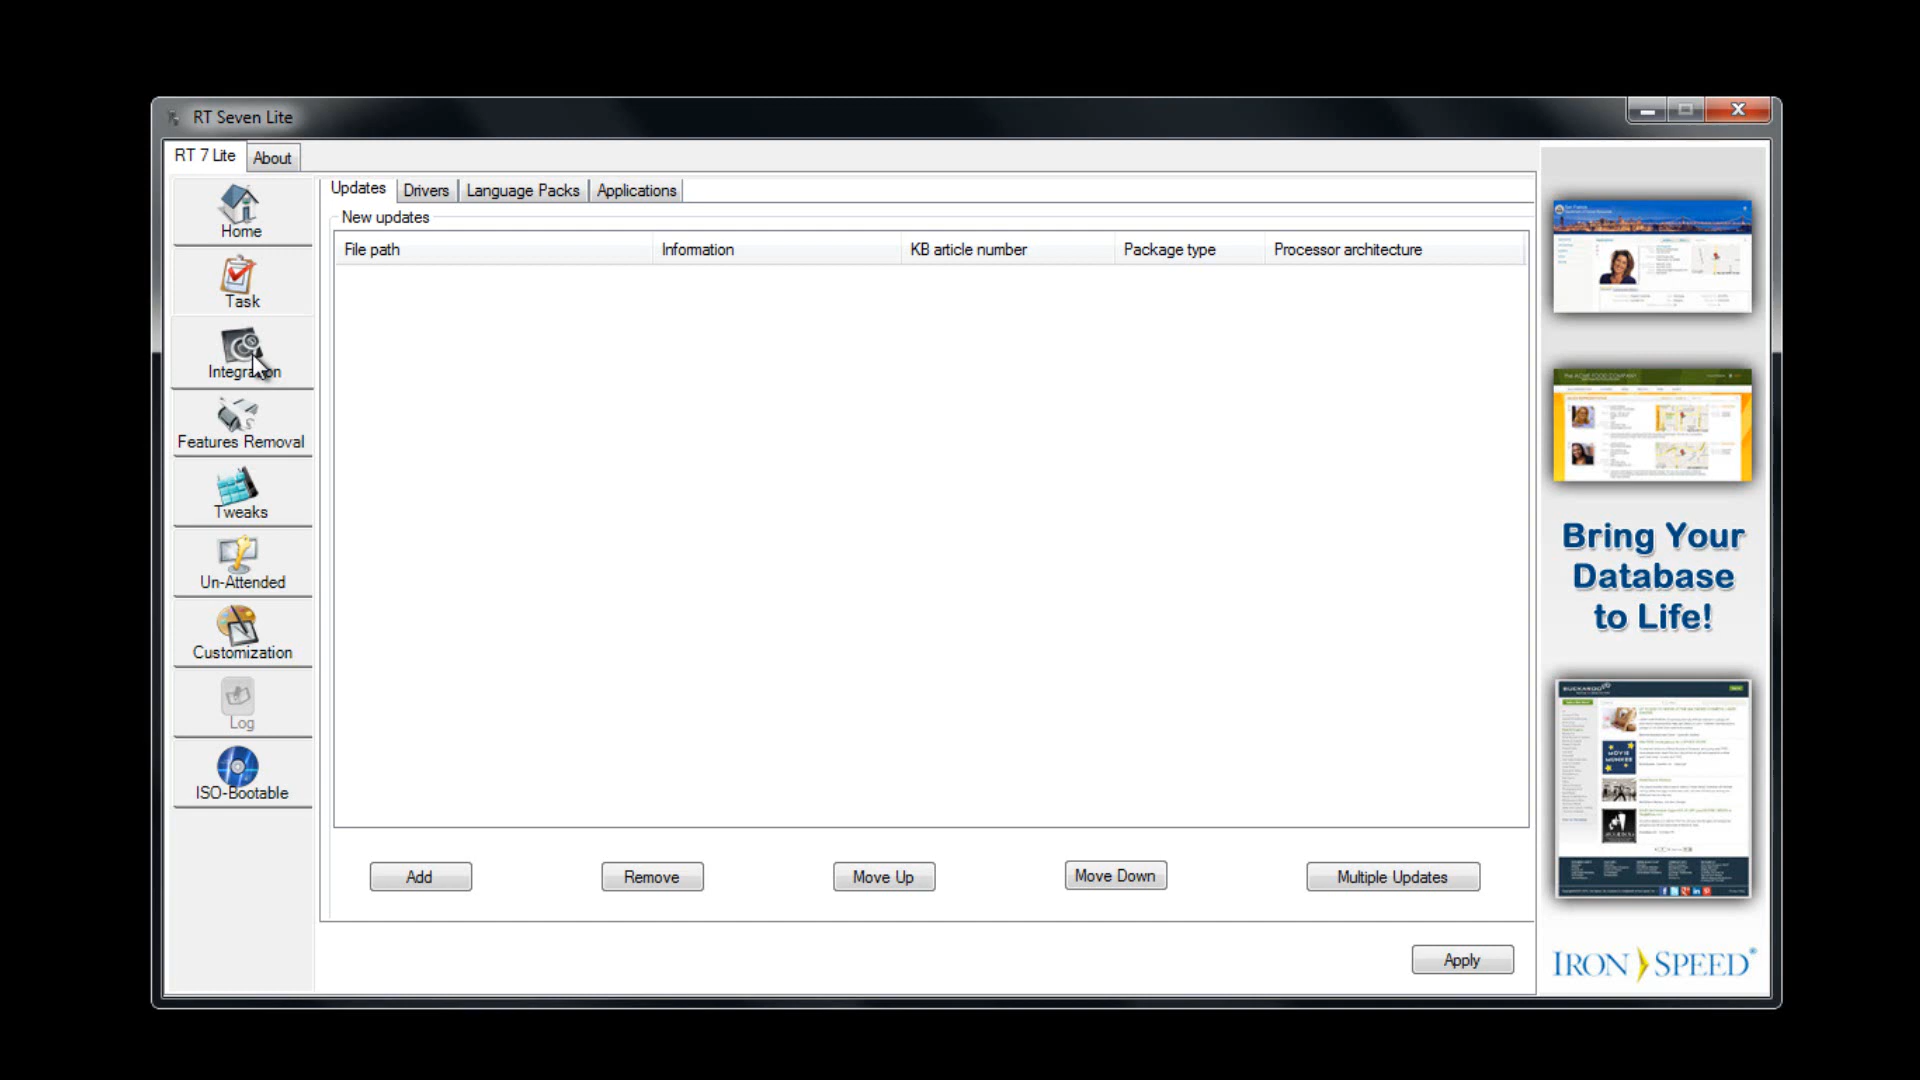 RT Seven Lite
RT 7 Lite
About
Home
Task
Integration
Features Removal
Tweaks
Un-Attended
Customization
Log
ISO-Bootable
Updates
Drivers
Language Packs
Applications
New updates
File path
Information
KB article number
Package type
Processor architecture
Add
Remove
Move Up
Move Down
Multiple Updates
Apply
Bring Your
Database
to Life!
IRON SPEED®